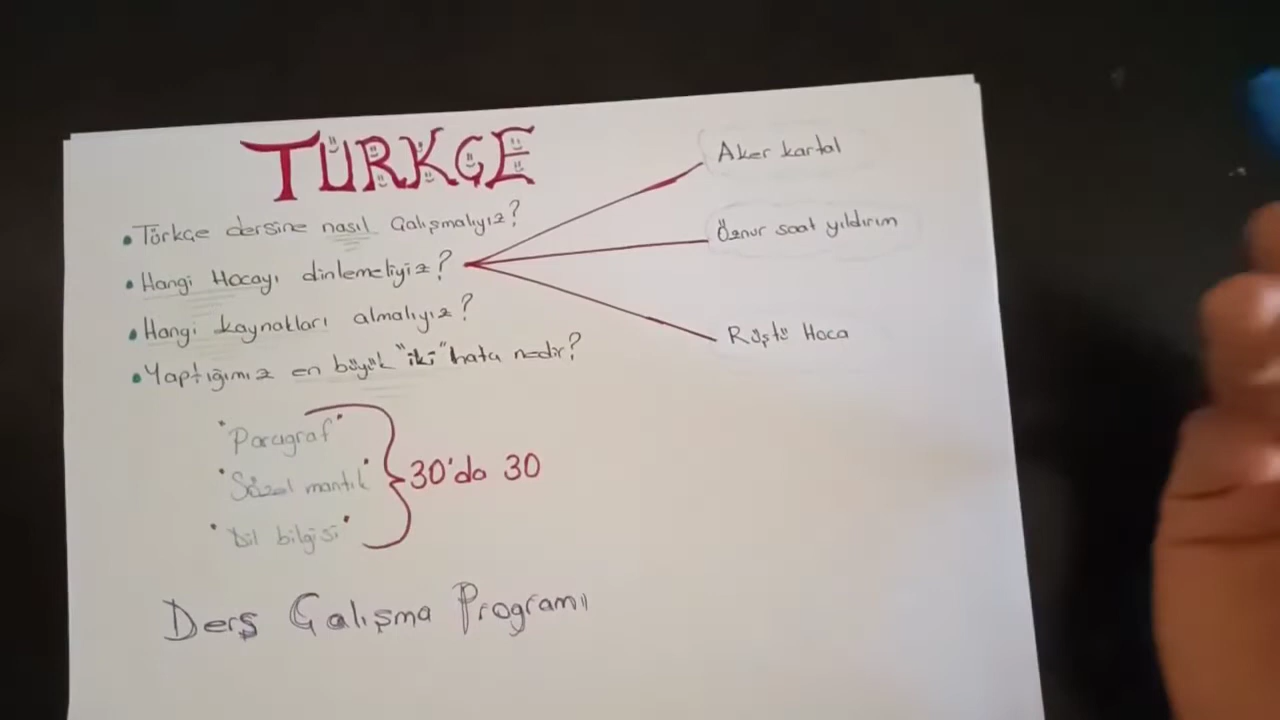 TÜRKÇE
• Türkçe dersine nasıl Çalışmalıyız?
• Hangi Hocayı dinlemeliyiz?
• Hangi kaynakları almalıyız?
• Yaptığımız en büyük "iki" hata nedir?
Aker kartal
Öznur saat yıldırım
Rüştü Hoca
"Paragraf"
"Sözel mantık"
"Dil bilgisi"
30'da 30
Ders Çalışma Programı